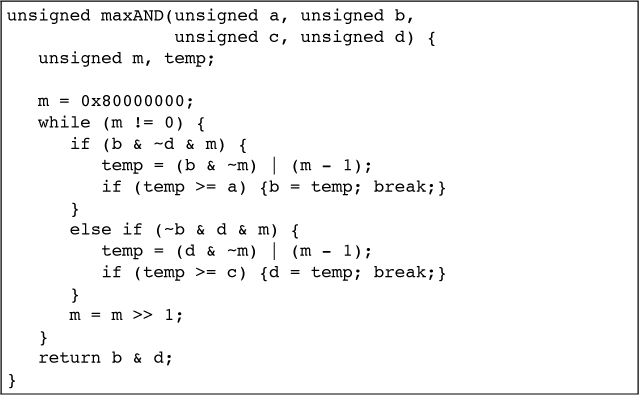 unsigned maxAND(unsigned a, unsigned b,
                unsigned c, unsigned d) {
   unsigned m, temp;

   m = 0x80000000;
   while (m != 0) {
      if (b & ~d & m) {
         temp = (b & ~m) | (m - 1);
         if (temp >= a) {b = temp; break;}
      }
      else if (~b & d & m) {
         temp = (d & ~m) | (m - 1);
         if (temp >= c) {d = temp; break;}
      }
      m = m >> 1;
   }
   return b & d;
}